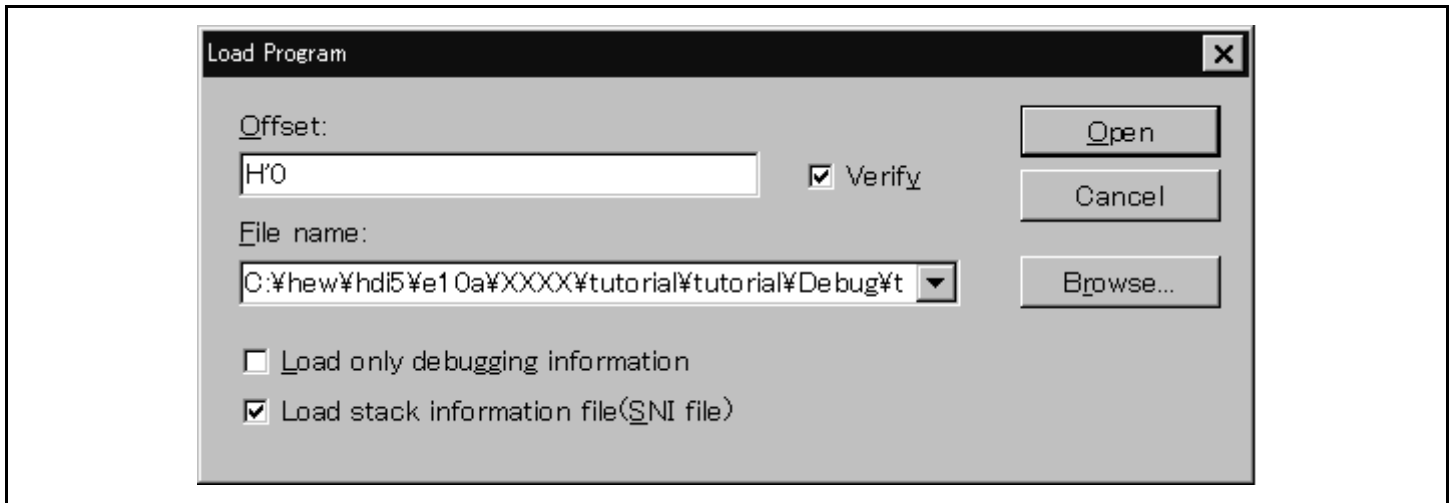 Load Program
Offset:
H'0
Verify
Open
Cancel
File name:
C:¥hew¥hdi5¥e10a¥XXXX¥tutorial¥tutorial¥Debug¥t
Browse...
Load only debugging information
Load stack information file(SNI file)